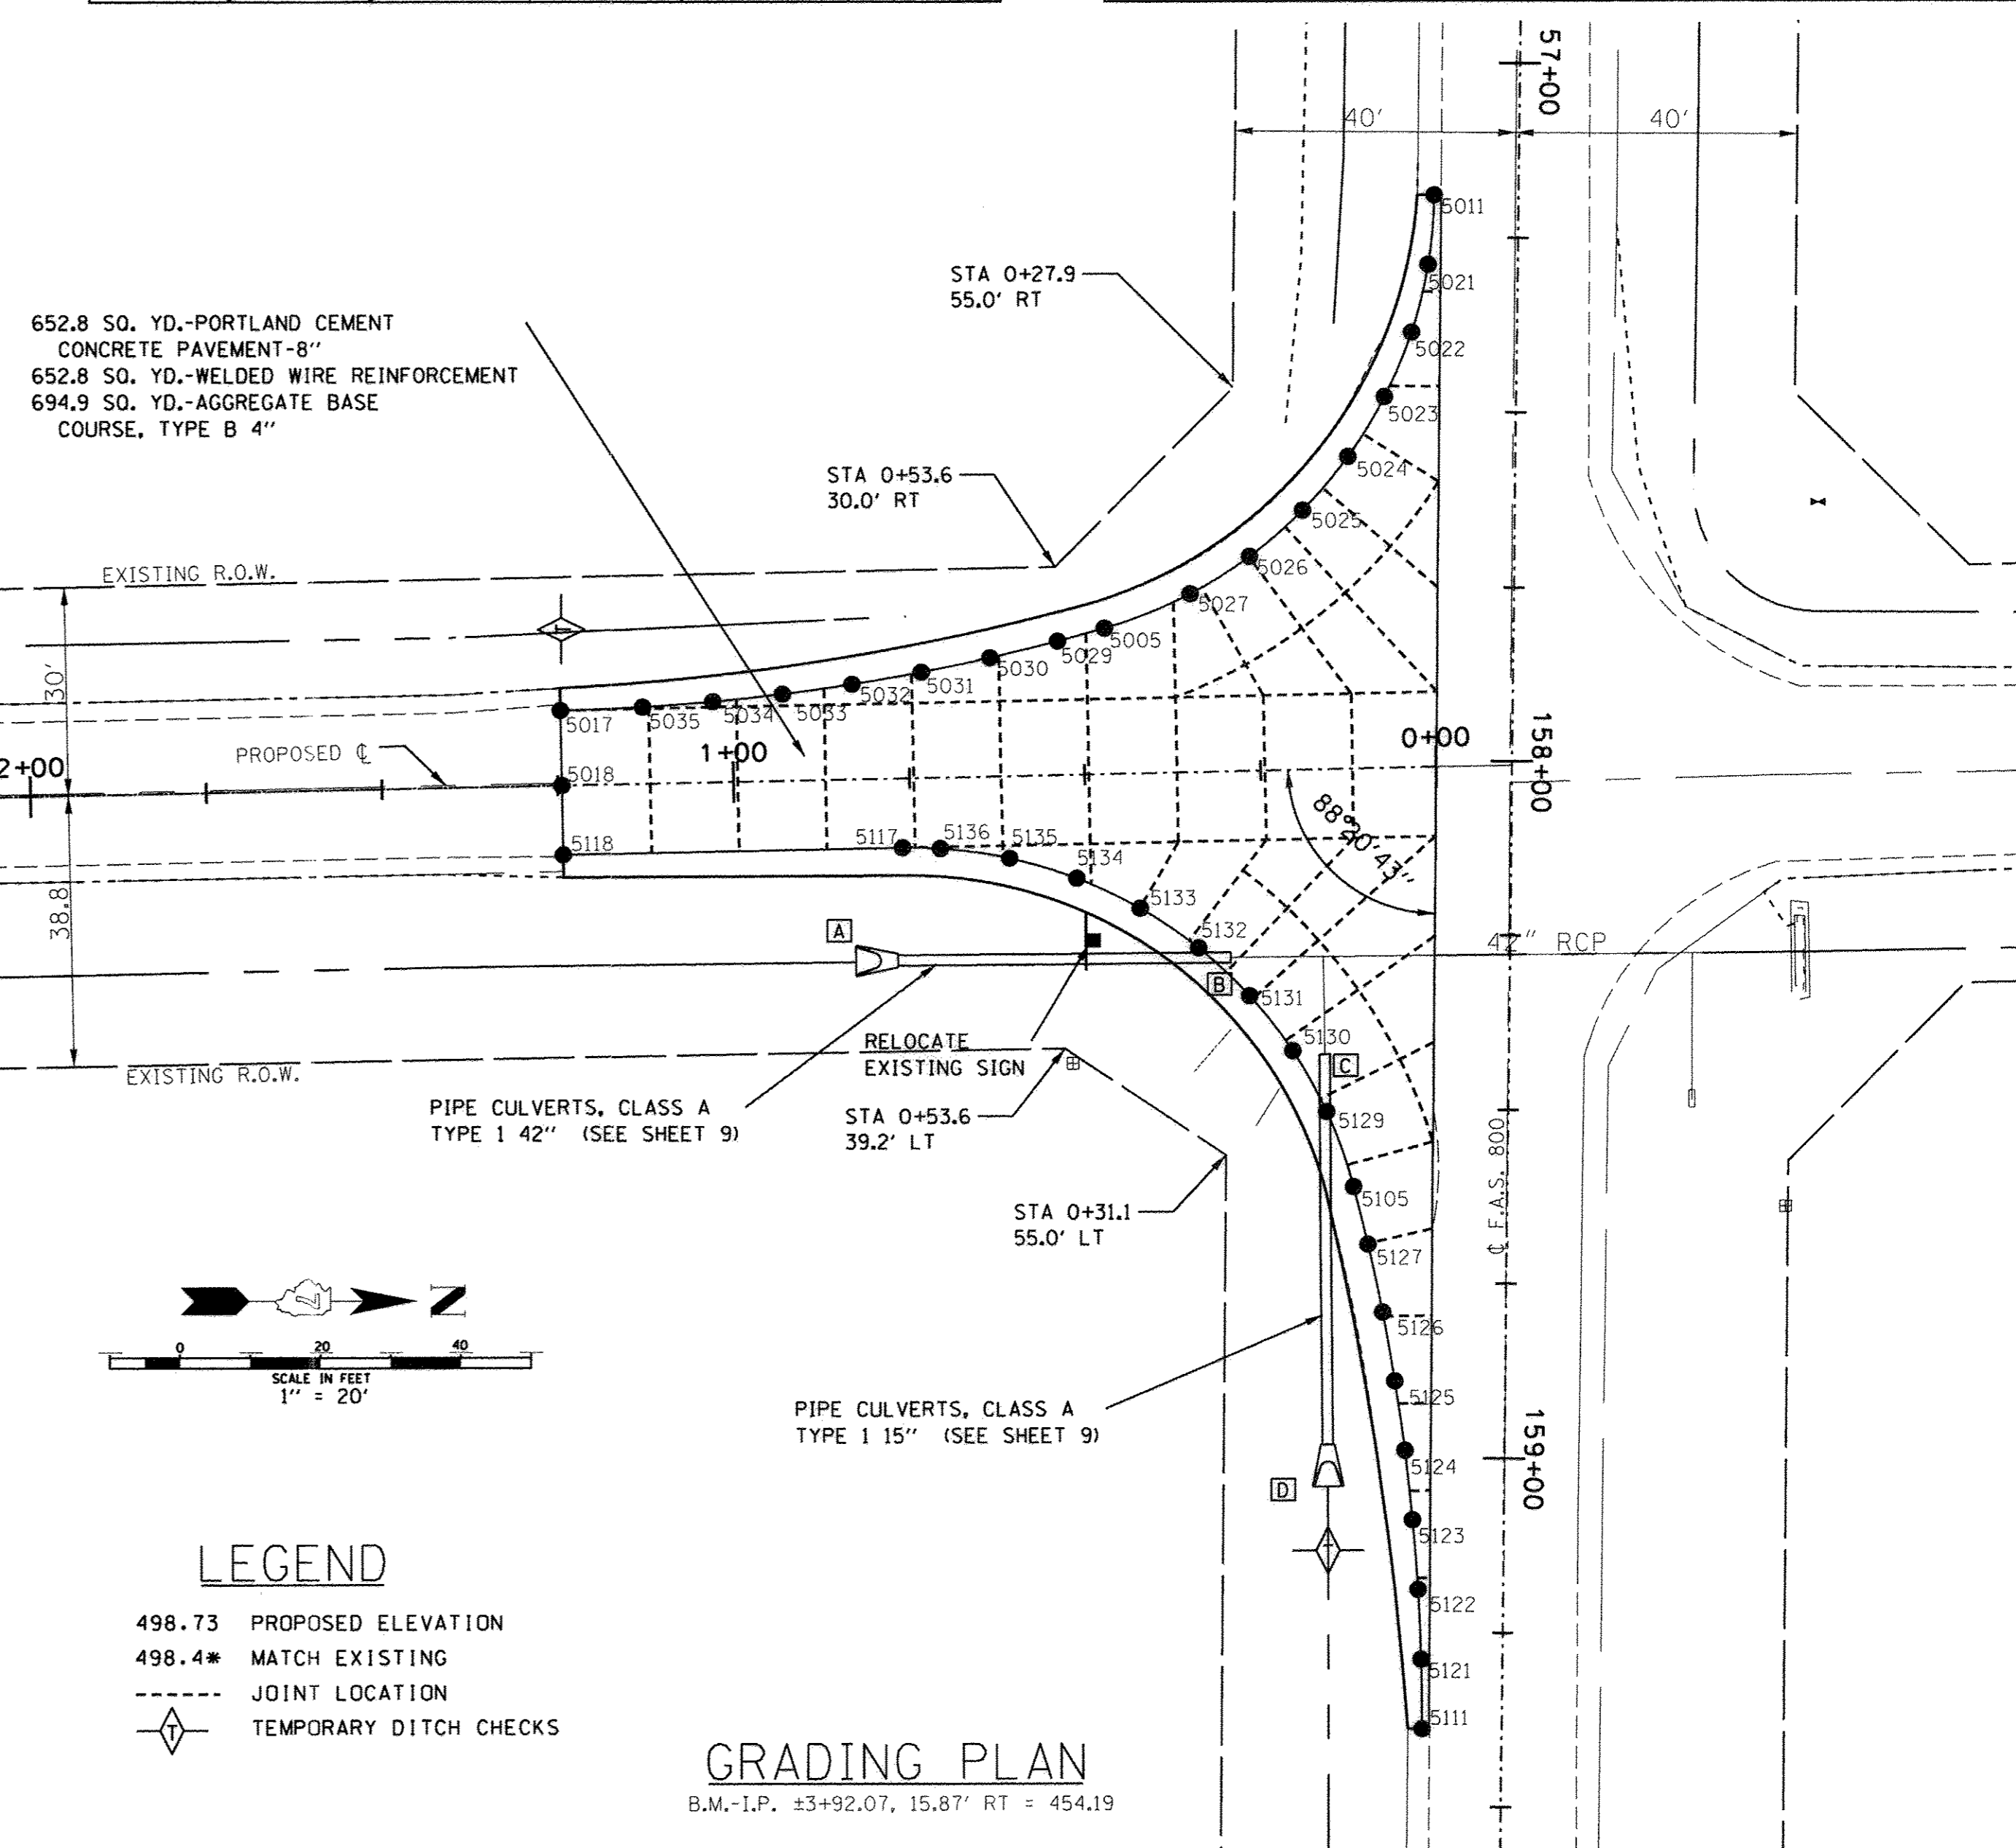 57+00
40'
40'
5011
STA 0+27.9
55.0' RT
5021
5022
652.8 SQ. YD.-PORTLAND CEMENT
CONCRETE PAVEMENT-8"
652.8 SQ. YD.-WELDED WIRE REINFORCEMENT
694.9 SQ. YD.-AGGREGATE BASE
COURSE, TYPE B 4"
5023
5024
STA 0+53.6
30.0' RT
5025
5026
EXISTING R.O.W.
5027
5005
5029
5030
5031
5032
5033
5034
5035
5017
30'
T
2+00
PROPOSED ℄
5018
1+00
0+00
158+00
88°20'43"
5118
5117
5136
5135
5134
5133
5132
38.8
A
B
42" RCP
5131
5130
RELOCATE
EXISTING SIGN
C
EXISTING R.O.W.
PIPE CULVERTS, CLASS A
TYPE 1 42" (SEE SHEET 9)
STA 0+53.6
39.2' LT
5129
5105
STA 0+31.1
55.0' LT
5127
℄ F.A.S. 800
5126
N
0 20 40
SCALE IN FEET
1" = 20'
5125
PIPE CULVERTS, CLASS A
TYPE 1 15" (SEE SHEET 9)
159+00
5124
D
5123
T
5122
5121
5111
LEGEND
498.73 PROPOSED ELEVATION
498.4* MATCH EXISTING
JOINT LOCATION
T TEMPORARY DITCH CHECKS
GRADING PLAN
B.M.-I.P. ±3+92.07, 15.87' RT = 454.19